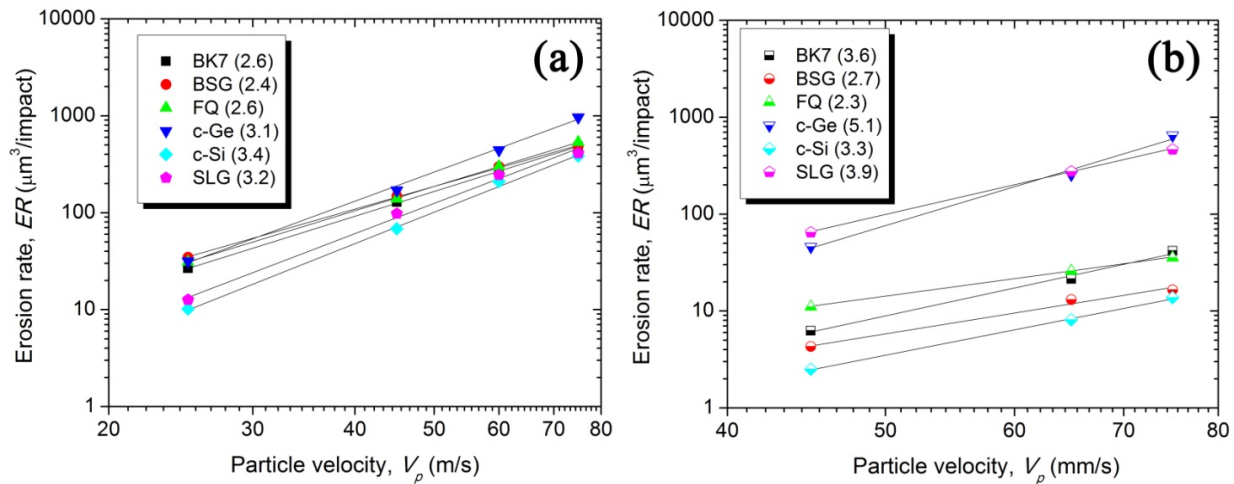 (a)
BK7 (2.6)
BSG (2.4)
FQ (2.6)
c-Ge (3.1)
c-Si (3.4)
SLG (3.2)
10000
1000
100
10
1
20
30
40
50
60
70
80
Erosion rate, ER (μm³/impact)
Particle velocity, Vₚ (m/s)
(b)
BK7 (3.6)
BSG (2.7)
FQ (2.3)
c-Ge (5.1)
c-Si (3.3)
SLG (3.9)
10000
1000
100
10
1
40
50
60
70
80
Erosion rate, ER (μm³/impact)
Particle velocity, Vₚ (mm/s)